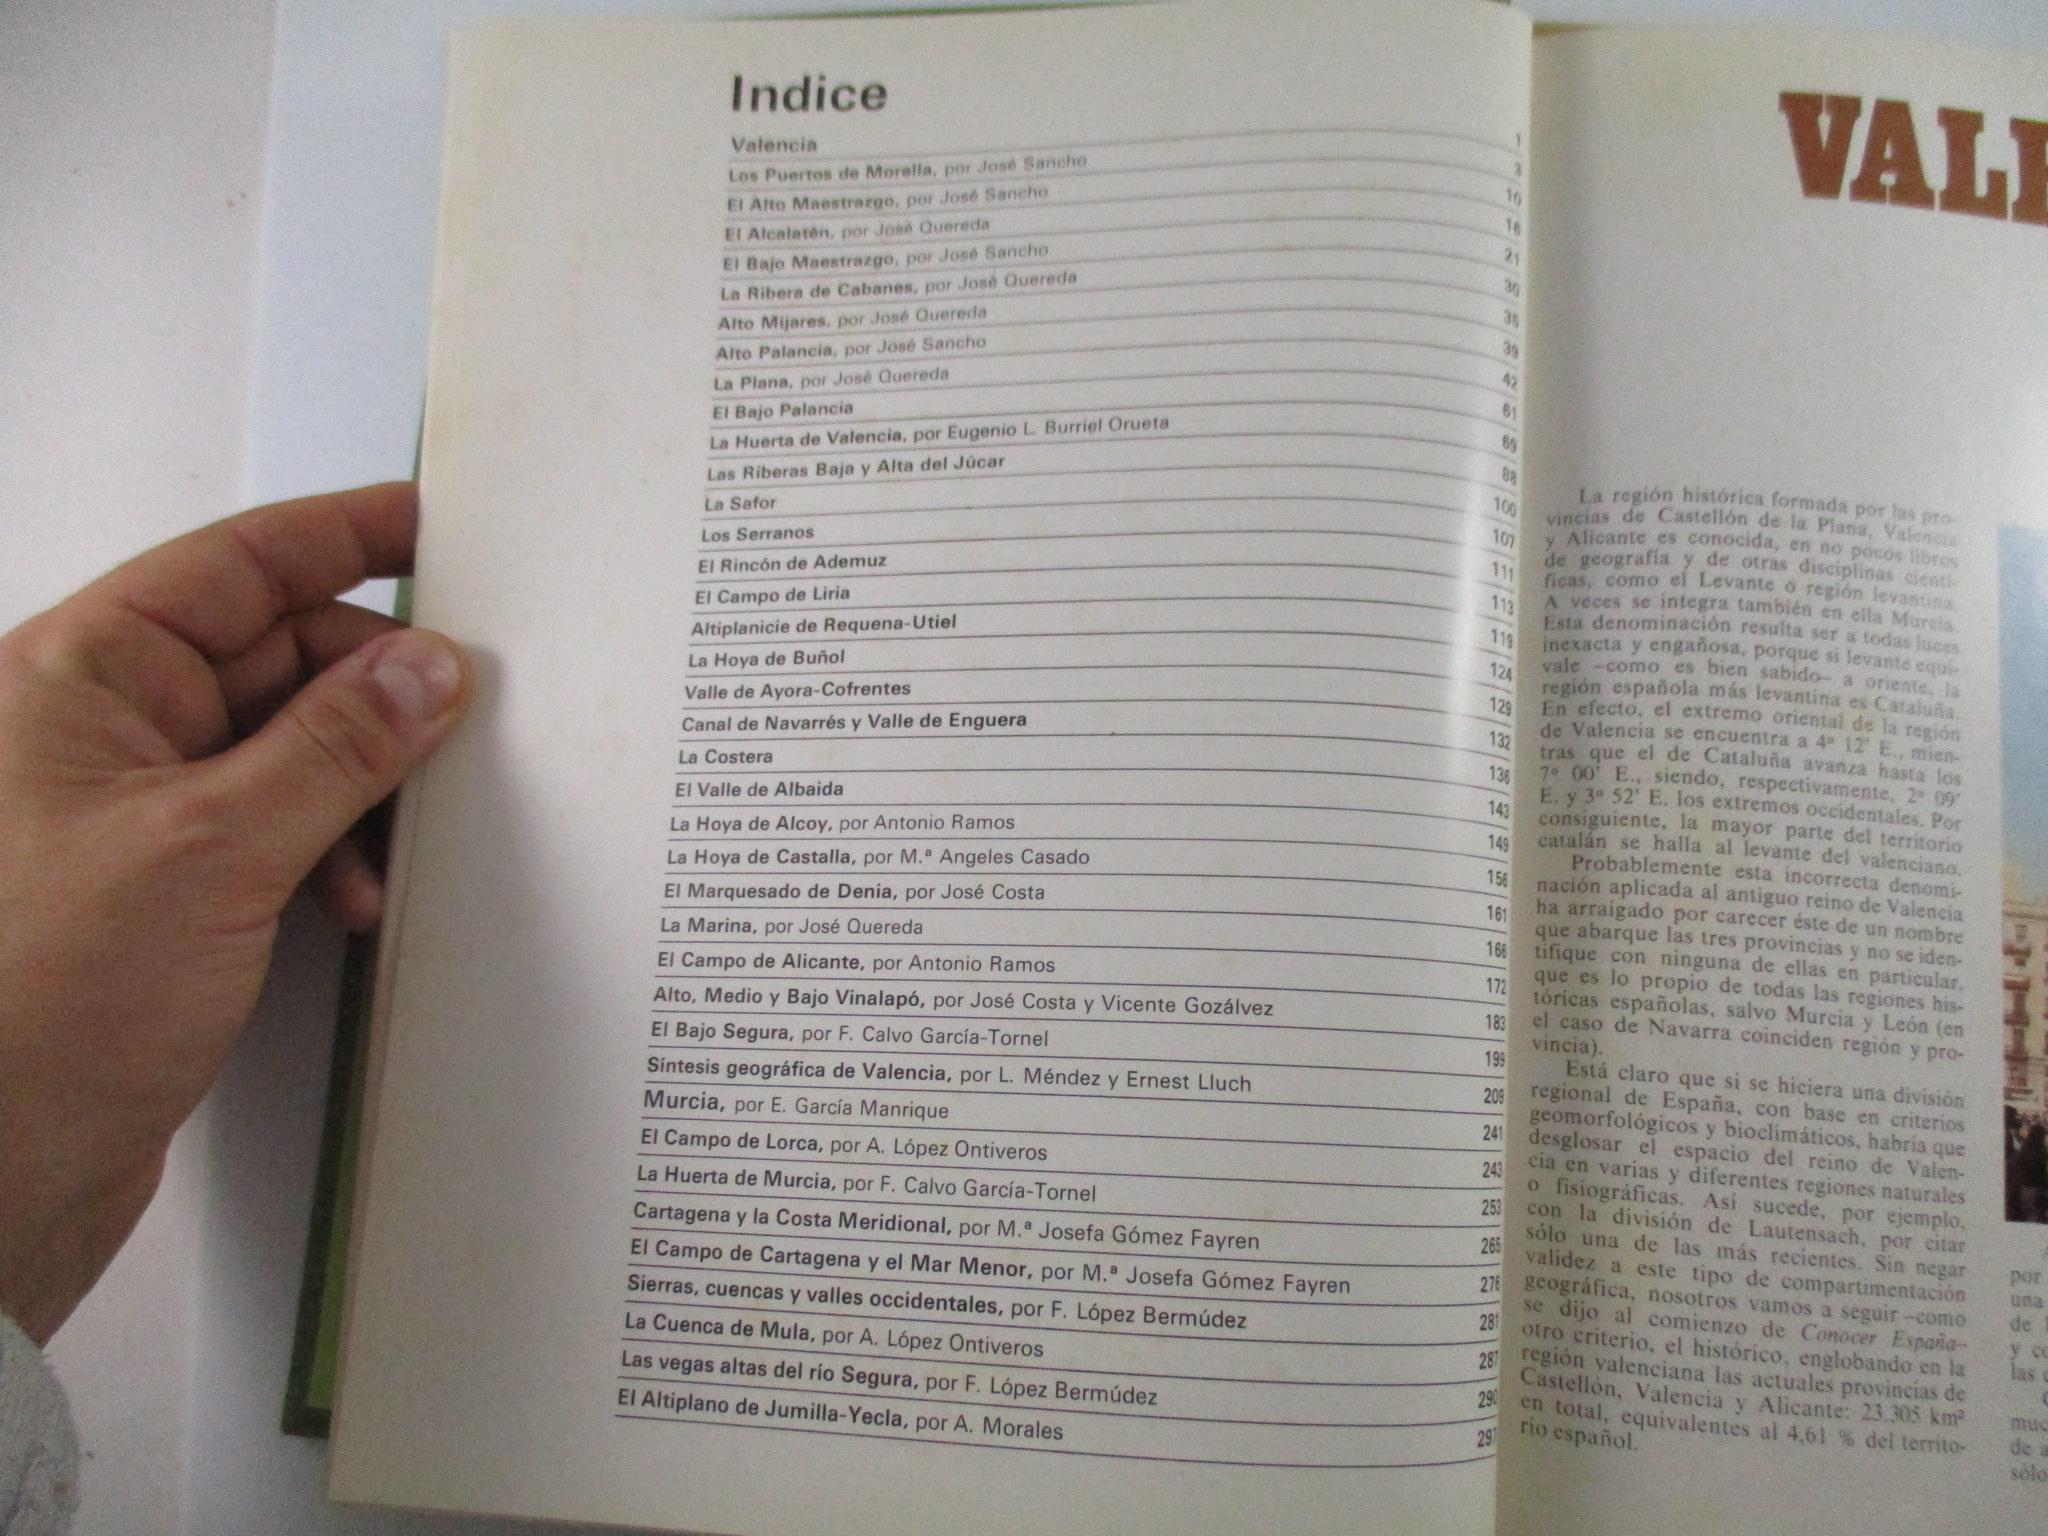 Indice
Valencia 1
Los Puertos de Morella, por José Sancho 3
El Alto Maestrazgo, por José Sancho 10
El Alcalatén, por José Quereda 16
El Bajo Maestrazgo, por José Sancho 21
La Ribera de Cabanes, por José Quereda 30
Alto Mijares, por José Quereda 35
Alto Palancia, por José Sancho 39
La Plana, por José Quereda 42
El Bajo Palancia 61
La Huerta de Valencia, por Eugenio L. Burriel Orueta 69
Las Riberas Baja y Alta del Júcar 88
La Safor 100
Los Serranos 107
El Rincón de Ademuz 111
El Campo de Liria 113
Altiplanicie de Requena-Utiel 119
La Hoya de Buñol 124
Valle de Ayora-Cofrentes 129
Canal de Navarrés y Valle de Enguera 132
La Costera 136
El Valle de Albaida 143
La Hoya de Alcoy, por Antonio Ramos 149
La Hoya de Castalla, por M.ª Angeles Casado 156
El Marquesado de Denia, por José Costa 161
La Marina, por José Quereda 166
El Campo de Alicante, por Antonio Ramos 172
Alto, Medio y Bajo Vinalapó, por José Costa y Vicente Gozálvez 183
El Bajo Segura, por F. Calvo García-Tornel 199
Síntesis geográfica de Valencia, por L. Méndez y Ernest Lluch 209
Murcia, por E. García Manrique 241
El Campo de Lorca, por A. López Ontiveros 243
La Huerta de Murcia, por F. Calvo García-Tornel 253
Cartagena y la Costa Meridional, por M.ª Josefa Gómez Fayren 265
El Campo de Cartagena y el Mar Menor, por M.ª Josefa Gómez Fayren 276
Sierras, cuencas y valles occidentales, por F. López Bermúdez 281
La Cuenca de Mula, por A. López Ontiveros 287
Las vegas altas del río Segura, por F. López Bermúdez 290
El Altiplano de Jumilla-Yecla, por A. Morales 297
VALE
La región histórica formada por las pro-
vincias de Castellón de la Plana, Valencia
y Alicante es conocida, en no pocos libros
de geografía y de otras disciplinas cientí-
ficas, como el Levante o región levantina.
A veces se integra también en ella Murcia.
Esta denominación resulta ser a todas luces
inexacta y engañosa, porque si levante equi-
vale –como es bien sabido– a oriente, la
región española más levantina es Cataluña.
En efecto, el extremo oriental de la región
de Valencia se encuentra a 4º 12' E., mien-
tras que el de Cataluña avanza hasta los
7º 00' E., siendo, respectivamente, 2º 09'
E. y 3º 52' E. los extremos occidentales. Por
consiguiente, la mayor parte del territorio
catalán se halla al levante del valenciano.
Probablemente esta incorrecta denomi-
nación aplicada al antiguo reino de Valencia
ha arraigado por carecer éste de un nombre
que abarque las tres provincias y no se iden-
tifique con ninguna de ellas en particular,
que es lo propio de todas las regiones his-
tóricas españolas, salvo Murcia y León (en
el caso de Navarra coinciden región y pro-
vincia).
Está claro que si se hiciera una división
regional de España, con base en criterios
geomorfológicos y bioclimáticos, habría que
desglosar el espacio del reino de Valen-
cia en varias y diferentes regiones naturales
o fisiográficas. Así sucede, por ejemplo,
con la división de Lautensach, por citar
sólo una de las más recientes. Sin negar
validez a este tipo de compartimentación
geográfica, nosotros vamos a seguir –como
se dijo al comienzo de Conocer España–
otro criterio, el histórico, englobando en la
región valenciana las actuales provincias de
Castellón, Valencia y Alicante: 23.305 km²
en total, equivalentes al 4,61 % del territo-
rio español.
por
una
de
y
las
de
sólo